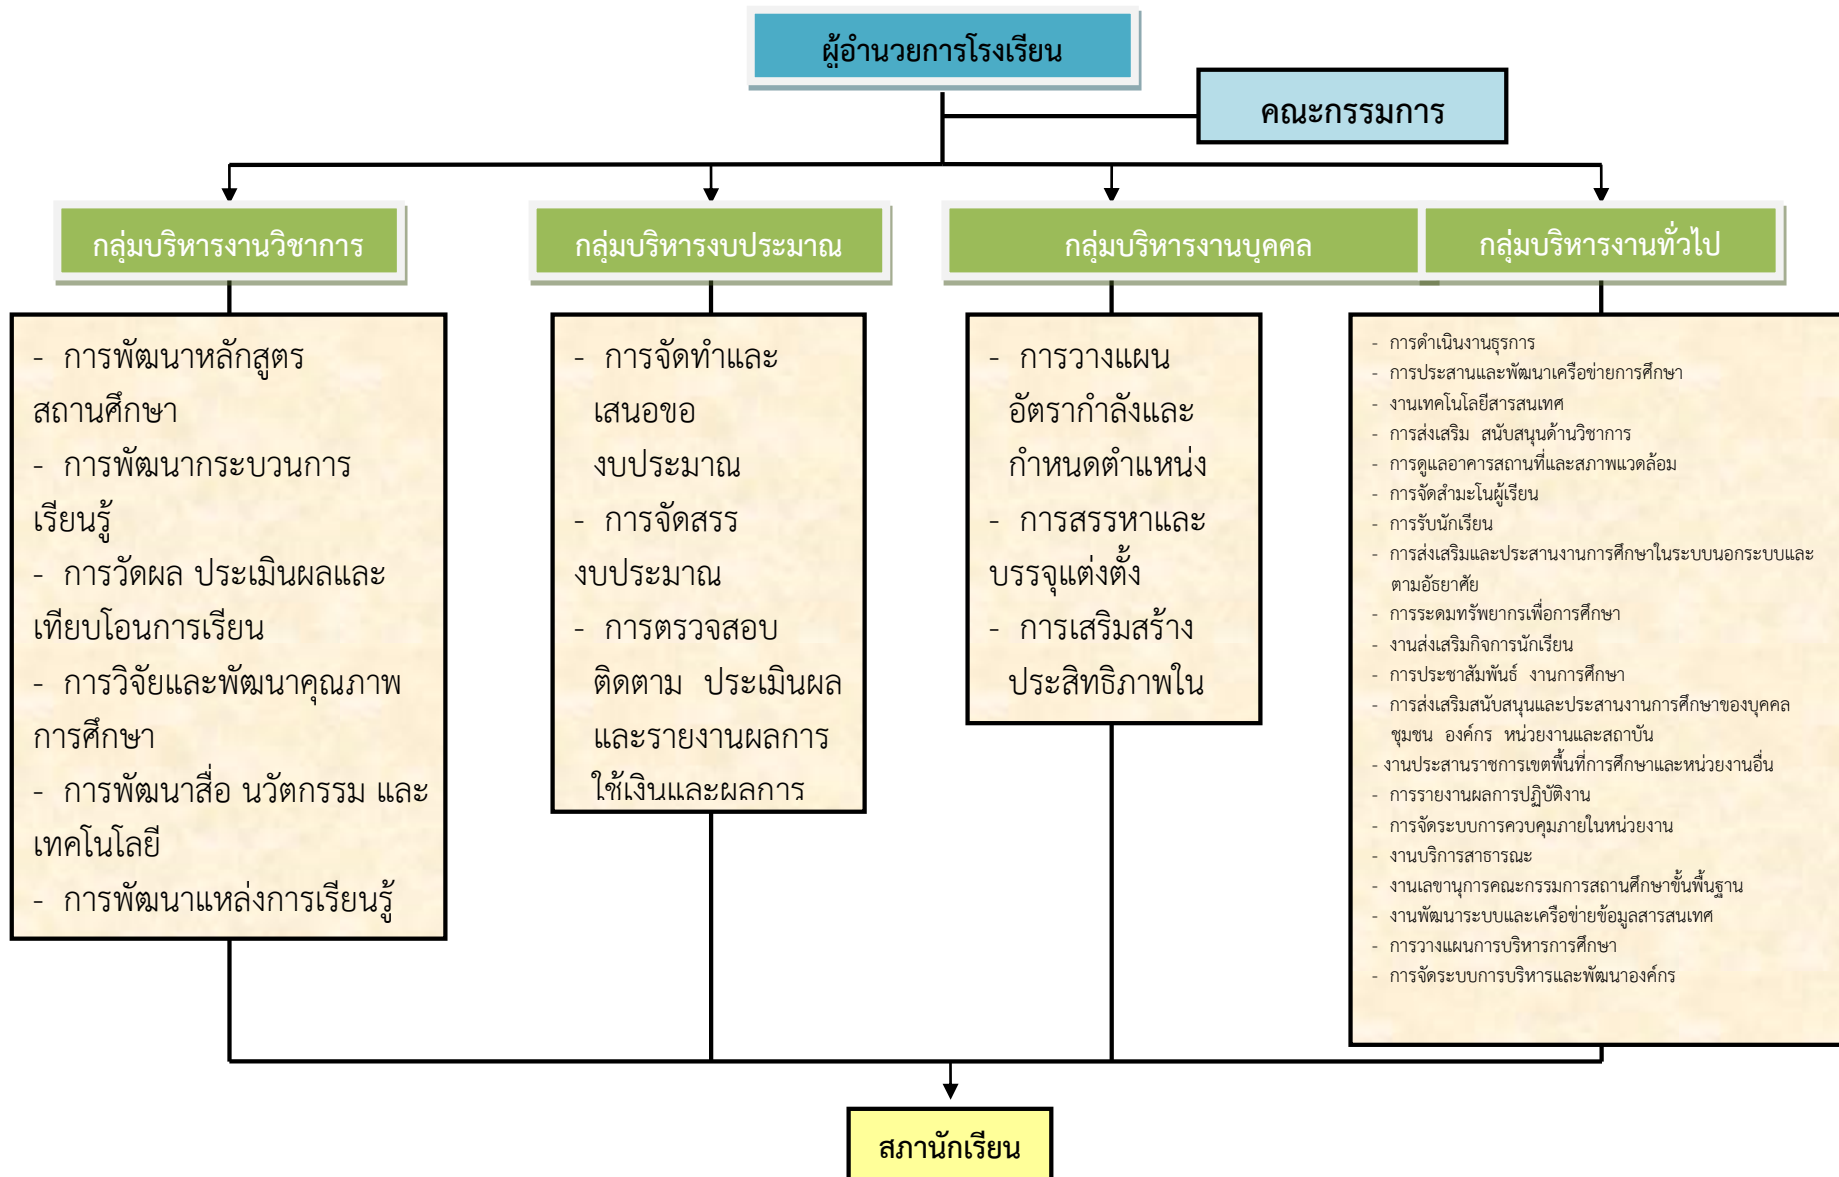 ผู้อำนวยการโรงเรียน
คณะกรรมการ
กลุ่มบริหารงานวิชาการ
กลุ่มบริหารงบประมาณ
กลุ่มบริหารงานบุคคล
กลุ่มบริหารงานทั่วไป
- การพัฒนาหลักสูตร
สถานศึกษา
- การพัฒนากระบวนการ
เรียนรู้
- การวัดผล ประเมินผลและ
เทียบโอนการเรียน
- การวิจัยและพัฒนาคุณภาพ
การศึกษา
- การพัฒนาสื่อ นวัตกรรม และ
เทคโนโลยี
- การพัฒนาแหล่งการเรียนรู้
- การจัดทำและ
เสนอขอ
งบประมาณ
- การจัดสรร
งบประมาณ
- การตรวจสอบ
ติดตาม ประเมินผล
และรายงานผลการ
ใช้เงินและผลการ
- การวางแผน
อัตรากำลังและ
กำหนดตำแหน่ง
- การสรรหาและ
บรรจุแต่งตั้ง
- การเสริมสร้าง
ประสิทธิภาพใน
- การดำเนินงานธุรการ
- การประสานและพัฒนาเครือข่ายการศึกษา
- งานเทคโนโลยีสารสนเทศ
- การส่งเสริม สนับสนุนด้านวิชาการ
- การดูแลอาคารสถานที่และสภาพแวดล้อม
- การจัดสำมะโนผู้เรียน
- การรับนักเรียน
- การส่งเสริมและประสานงานการศึกษาในระบบนอกระบบและ
ตามอัธยาศัย
- การระดมทรัพยากรเพื่อการศึกษา
- งานส่งเสริมกิจการนักเรียน
- การประชาสัมพันธ์ งานการศึกษา
- การส่งเสริมสนับสนุนและประสานงานการศึกษาของบุคคล
ชุมชน องค์กร หน่วยงานและสถาบัน
- งานประสานราชการเขตพื้นที่การศึกษาและหน่วยงานอื่น
- การรายงานผลการปฏิบัติงาน
- การจัดระบบการควบคุมภายในหน่วยงาน
- งานบริการสาธารณะ
- งานเลขานุการคณะกรรมการสถานศึกษาขั้นพื้นฐาน
- งานพัฒนาระบบและเครือข่ายข้อมูลสารสนเทศ
- การวางแผนการบริหารการศึกษา
- การจัดระบบการบริหารและพัฒนาองค์กร
สภานักเรียน